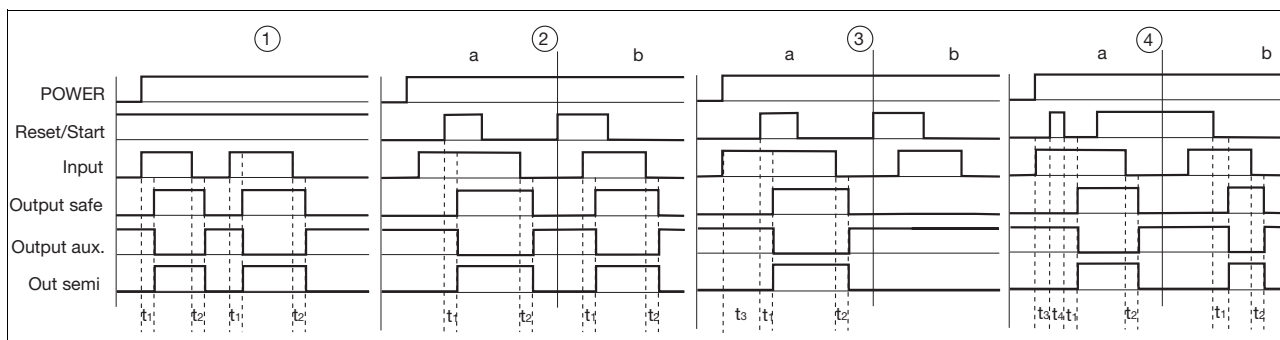 1 2 3 4
a b a b a b
POWER
Reset/Start
Input
Output safe
Output aux.
Out semi
t1 t2 t1 t2 t1 t2 t1 t2 t3 t1 t2 t3 t4 t1 t2 t1 t2